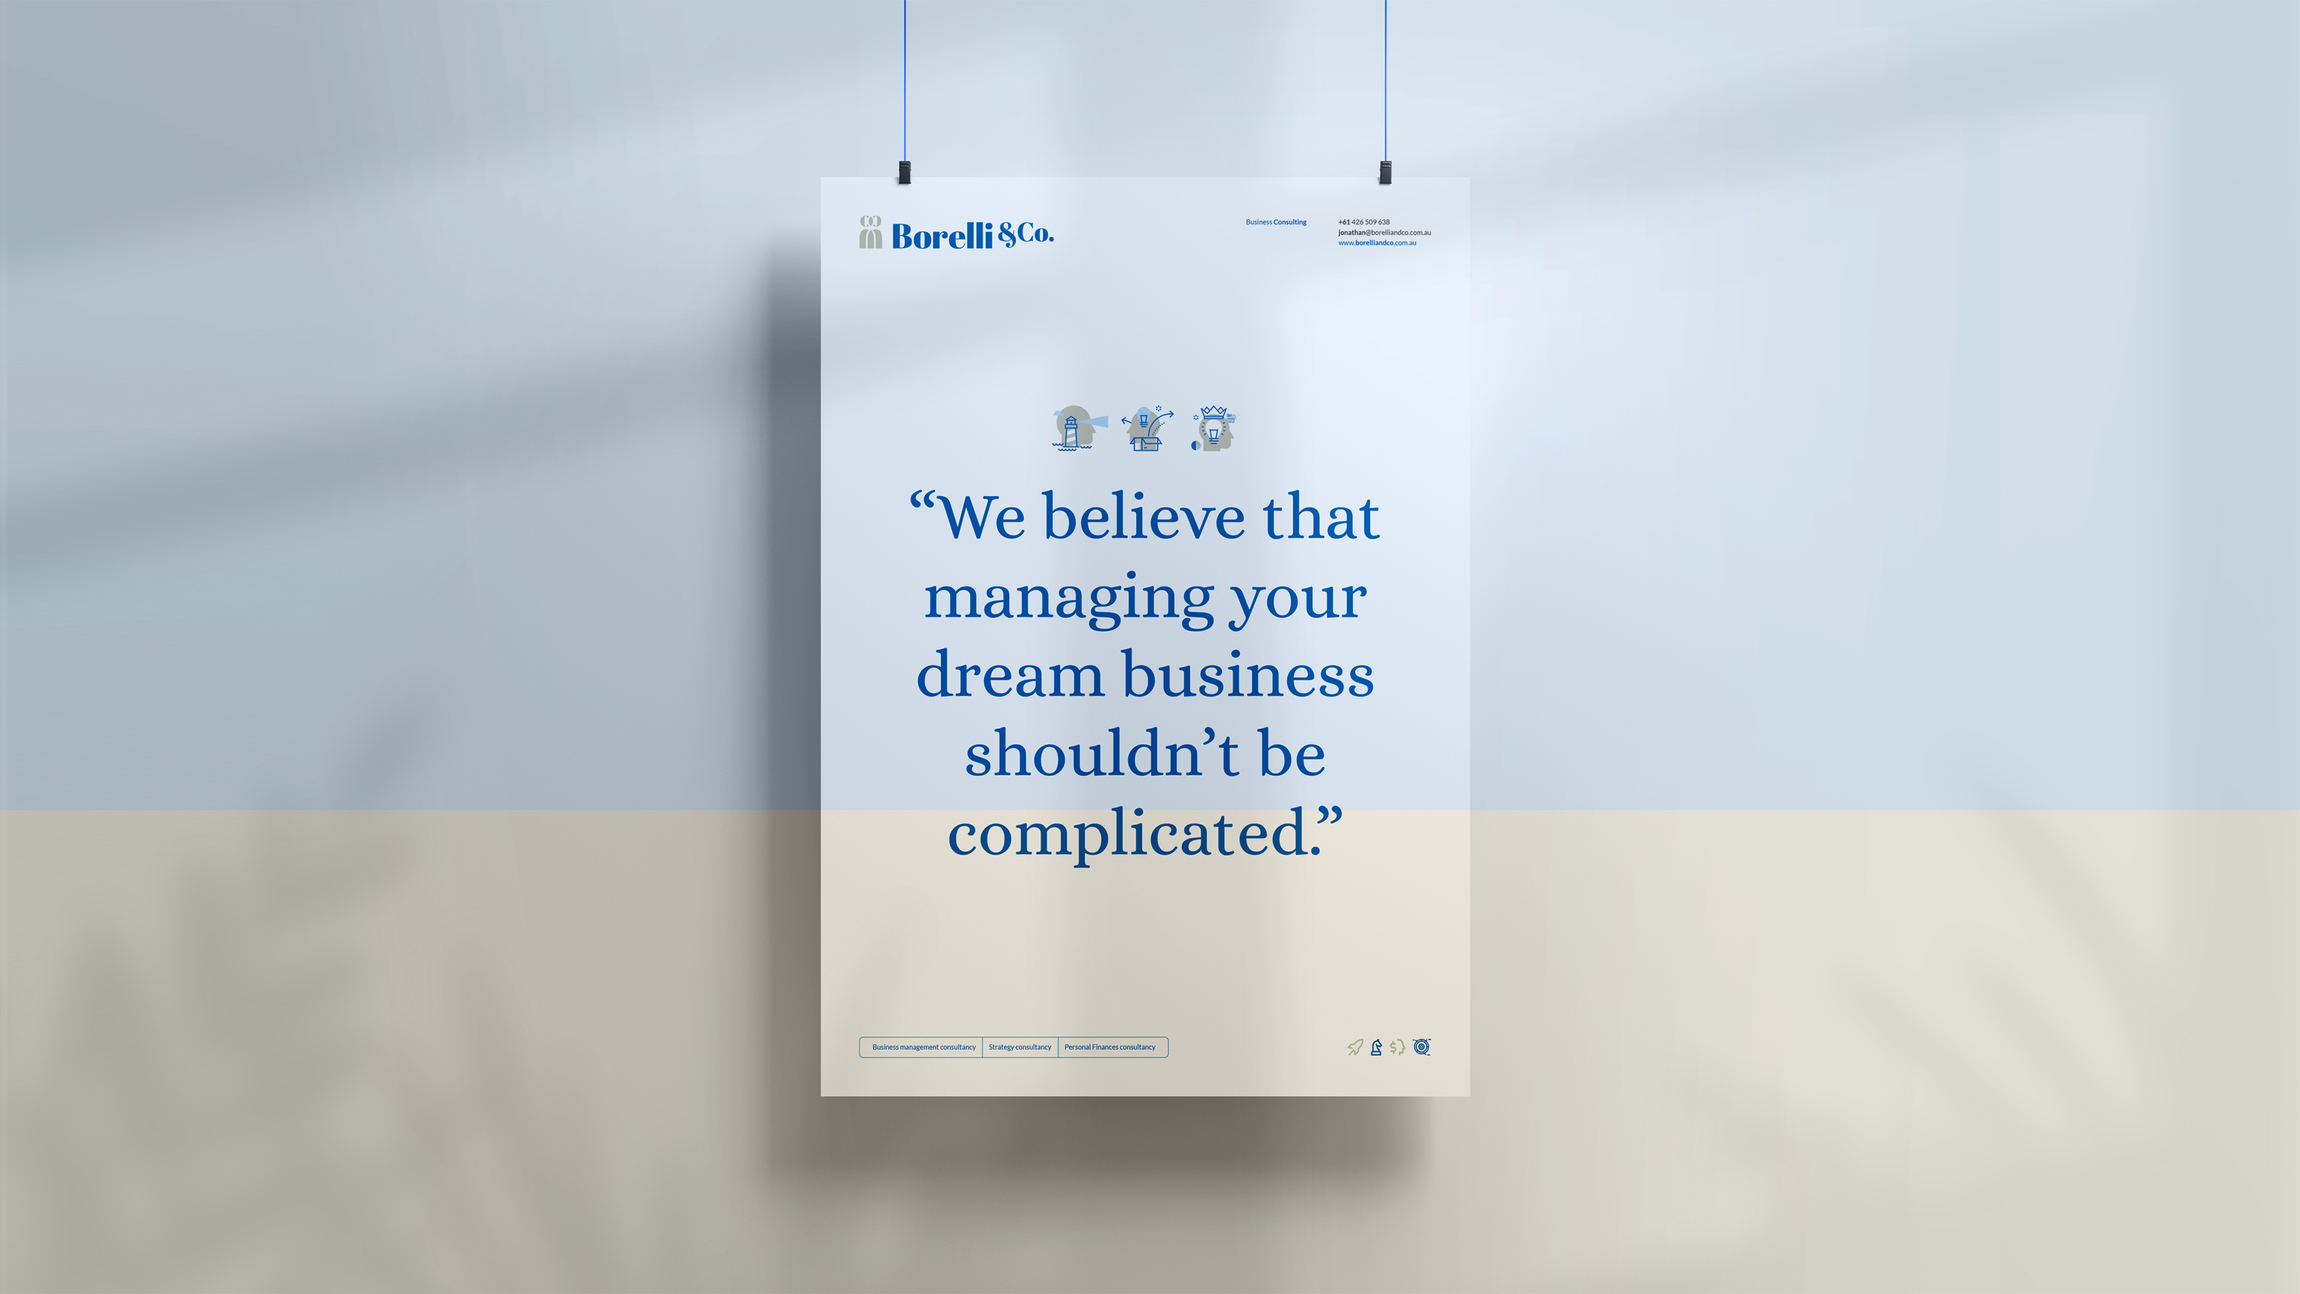 Borelli &Co.
Business Consulting
+61 426 509 638
jonathan@borelliandco.com.au
www.borelliandco.com.au
“We believe that
managing your
dream business
shouldn’t be
complicated.”
Business management consultancy
Strategy consultancy
Personal Finances consultancy